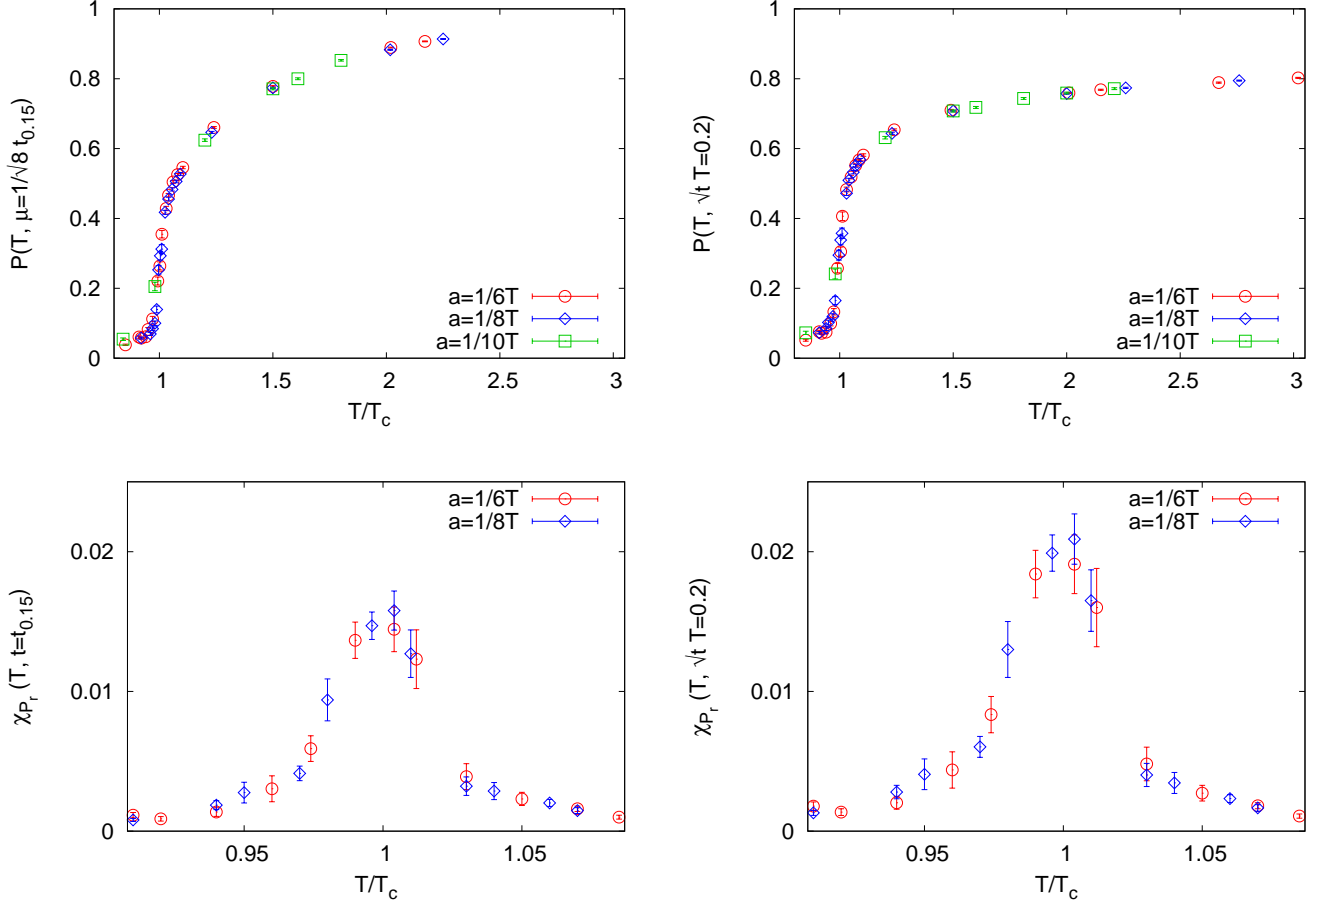 P(T, μ=1/√8 t0.15)
1
0.8
0.6
0.4
0.2
0
1
1.5
2
2.5
3
T/Tc
a=1/6T
a=1/8T
a=1/10T
P(T, √t T=0.2)
1
0.8
0.6
0.4
0.2
0
1
1.5
2
2.5
3
T/Tc
a=1/6T
a=1/8T
a=1/10T
χPr (T, t=t0.15)
0.02
0.01
0
0.95
1
1.05
T/Tc
a=1/6T
a=1/8T
χPr (T, √t T=0.2)
0.02
0.01
0
0.95
1
1.05
T/Tc
a=1/6T
a=1/8T